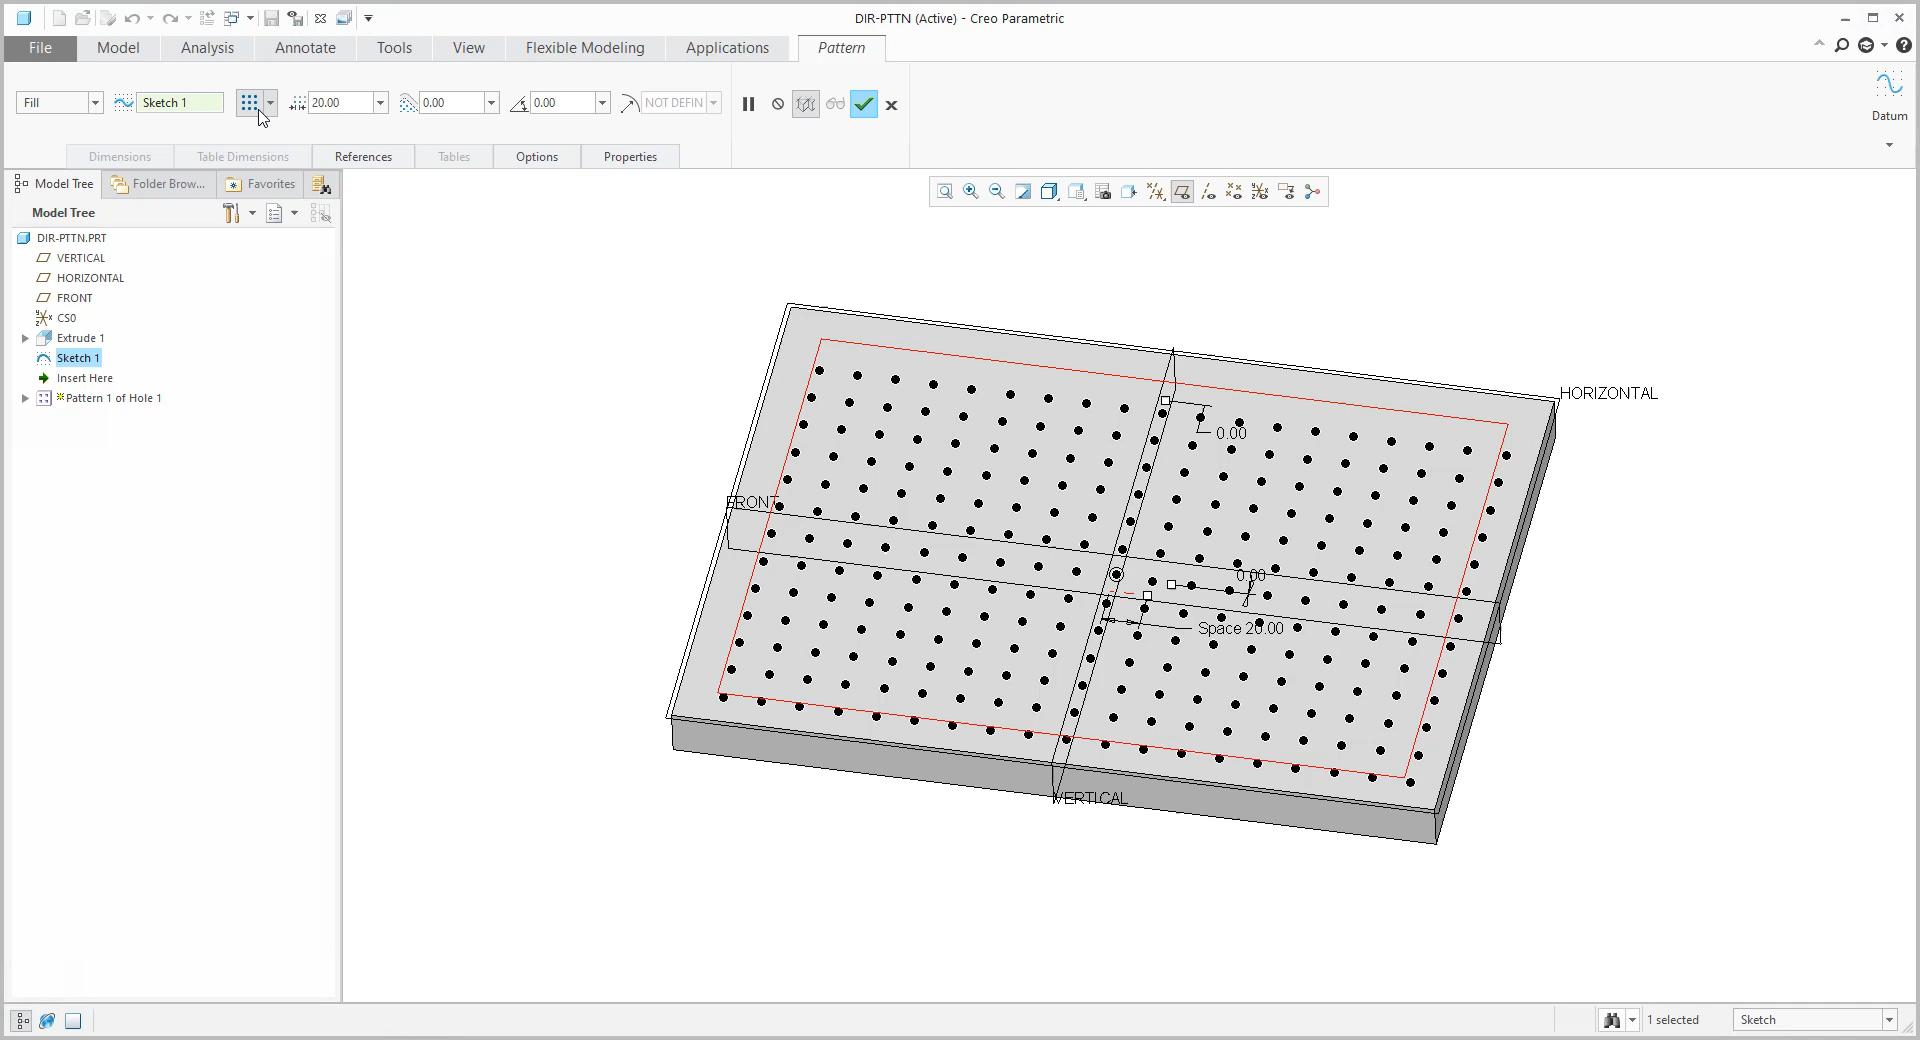 DIR-PTTN (Active) - Creo Parametric
File Model Analysis Annotate Tools View Flexible Modeling Applications Pattern
Fill Sketch 1 20.00 0.00 0.00 NOT DEFIN
Datum
Dimensions Table Dimensions References Tables Options Properties
Model Tree Folder Brow... Favorites
Model Tree
DIR-PTTN.PRT
VERTICAL
HORIZONTAL
FRONT
CS0
Extrude 1
Sketch 1
Insert Here
Pattern 1 of Hole 1
HORIZONTAL
0.00
FRONT
0.00
Space 20.00
VERTICAL
1 selected Sketch